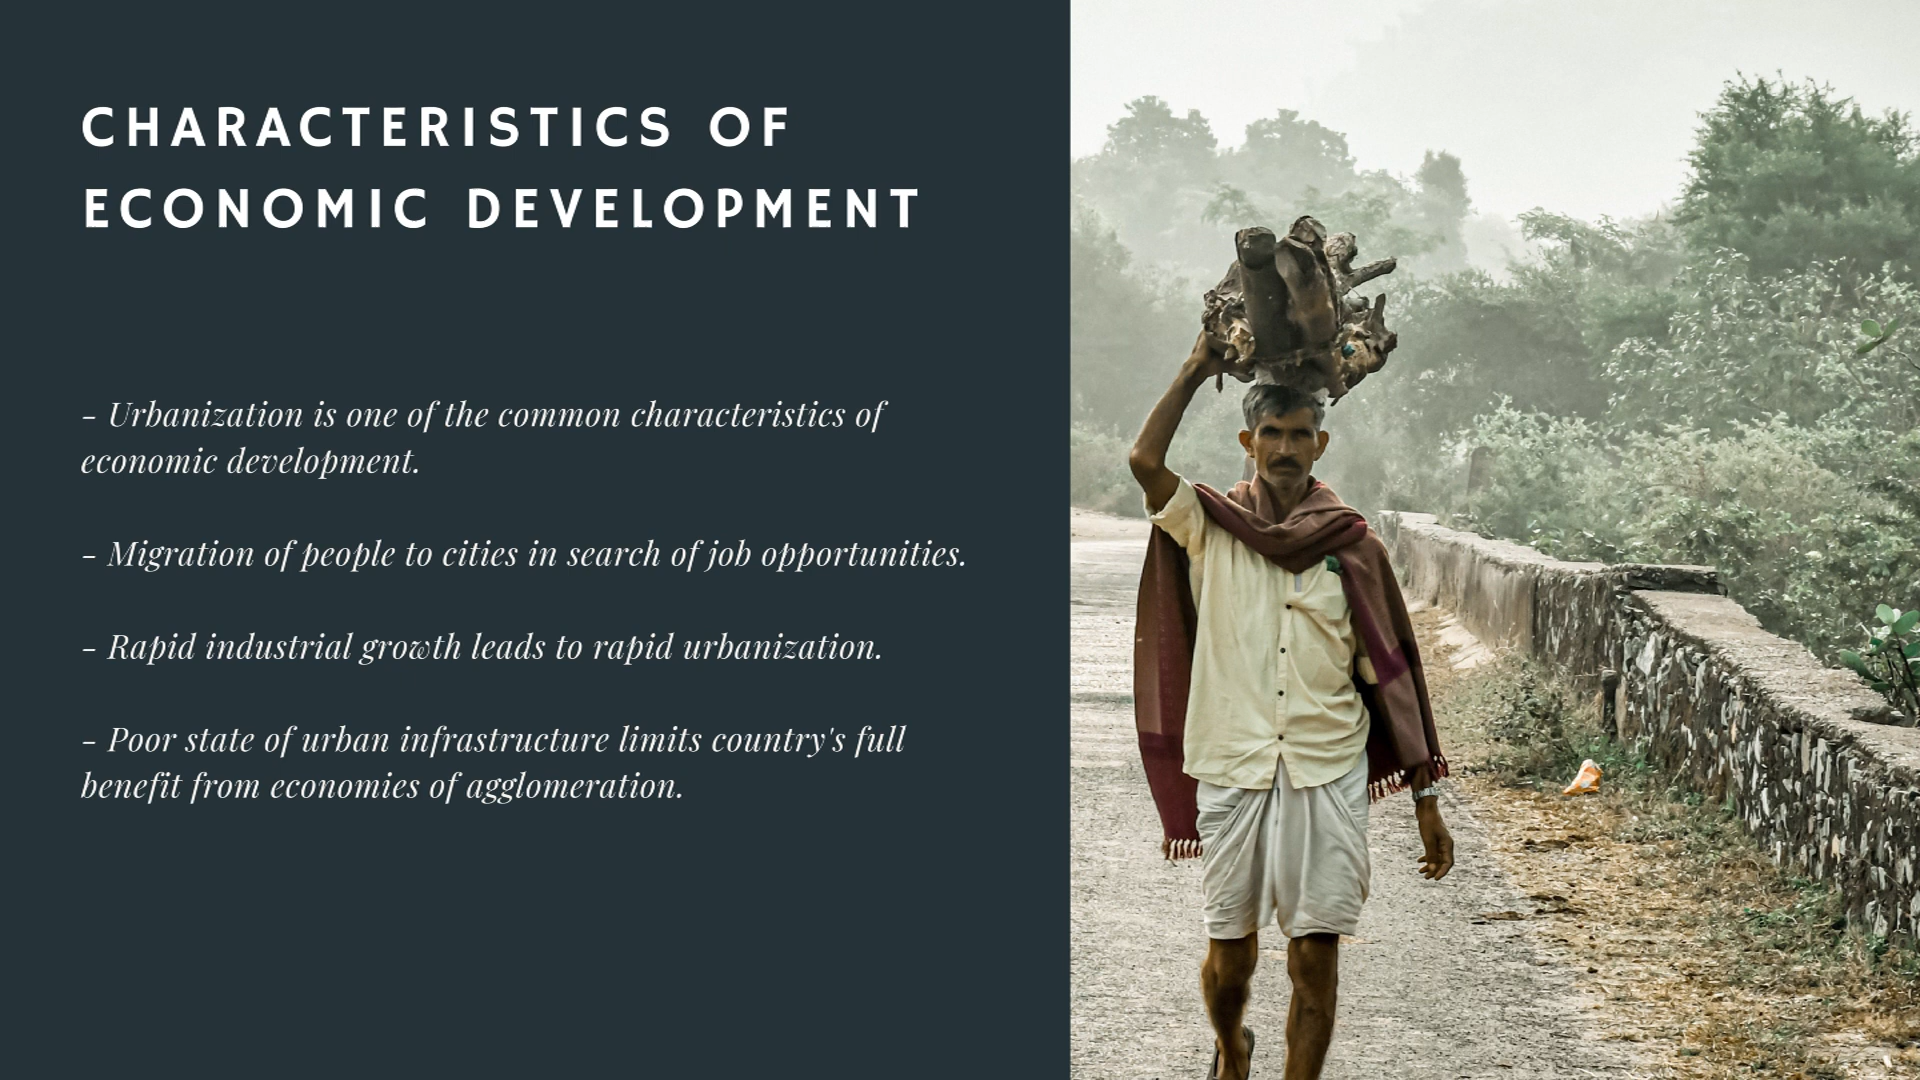 CHARACTERISTICS OF
ECONOMIC DEVELOPMENT
- Urbanization is one of the common characteristics of
economic development.
- Migration of people to cities in search of job opportunities.
- Rapid industrial growth leads to rapid urbanization.
- Poor state of urban infrastructure limits country's full
benefit from economies of agglomeration.